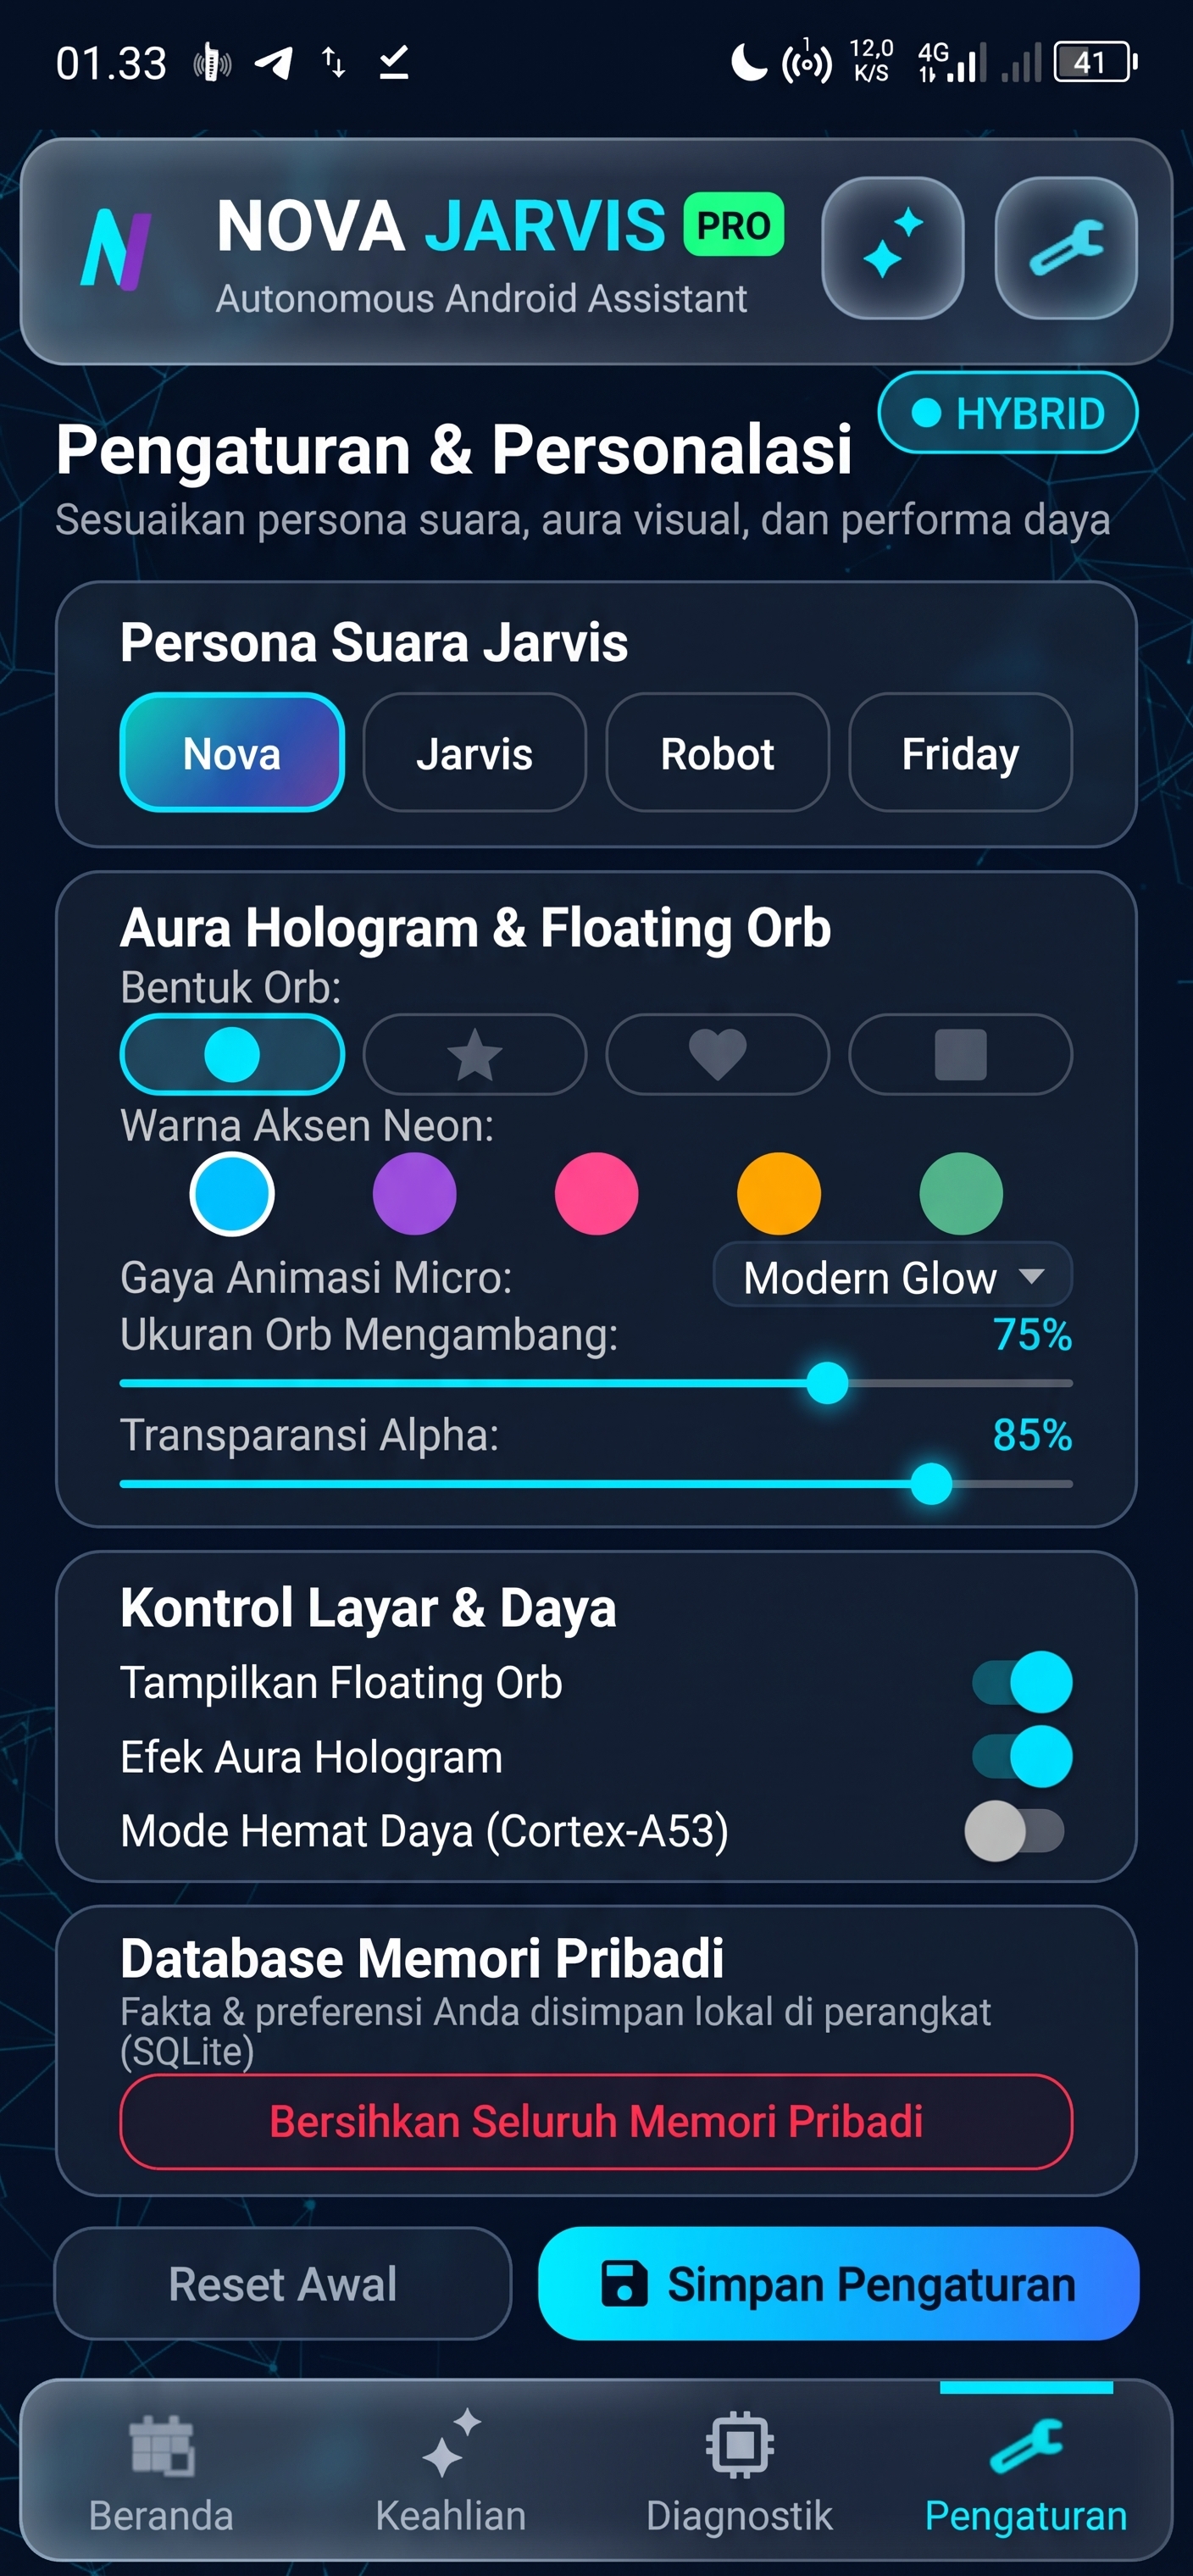 01.33
1
12,0
K/S
4G
41
NOVA JARVIS PRO
Autonomous Android Assistant
HYBRID
Pengaturan & Personalasi
Sesuaikan persona suara, aura visual, dan performa daya
Persona Suara Jarvis
Nova Jarvis Robot Friday
Aura Hologram & Floating Orb
Bentuk Orb:
Warna Aksen Neon:
Gaya Animasi Micro: Modern Glow
Ukuran Orb Mengambang: 75%
Transparansi Alpha: 85%
Kontrol Layar & Daya
Tampilkan Floating Orb
Efek Aura Hologram
Mode Hemat Daya (Cortex-A53)
Database Memori Pribadi
Fakta & preferensi Anda disimpan lokal di perangkat
(SQLite)
Bersihkan Seluruh Memori Pribadi
Reset Awal Simpan Pengaturan
Beranda Keahlian Diagnostik Pengaturan